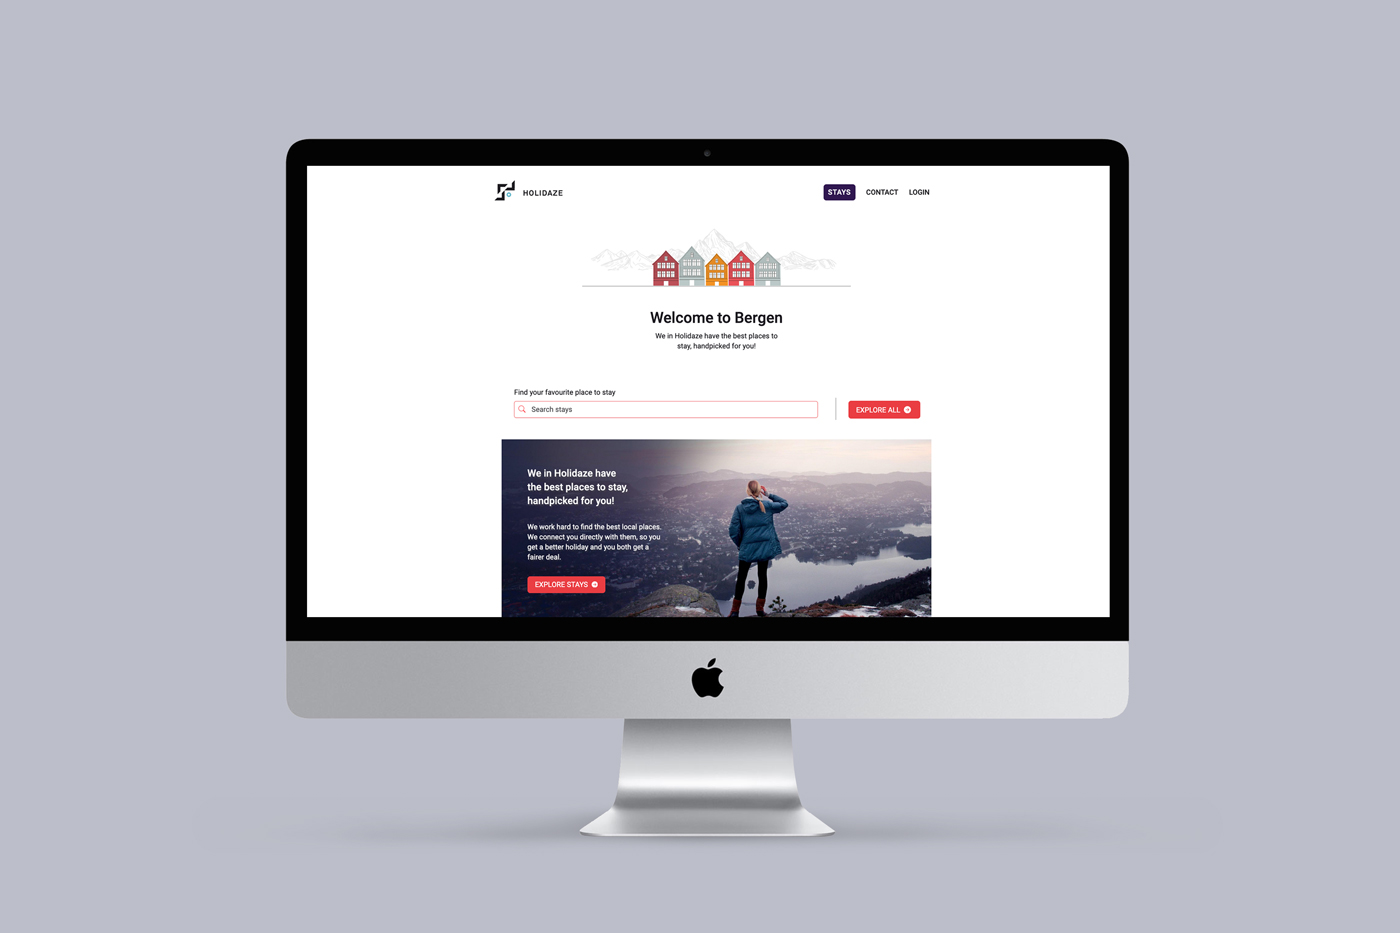 HOLIDAZE
STAYS CONTACT LOGIN
Welcome to Bergen
We in Holidaze have the best places to
stay, handpicked for you!
Find your favourite place to stay
Search stays
EXPLORE ALL
We in Holidaze have
the best places to stay,
handpicked for you!
We work hard to find the best local places.
We connect you directly with them, so you
get a better holiday and you both get a
fairer deal.
EXPLORE STAYS